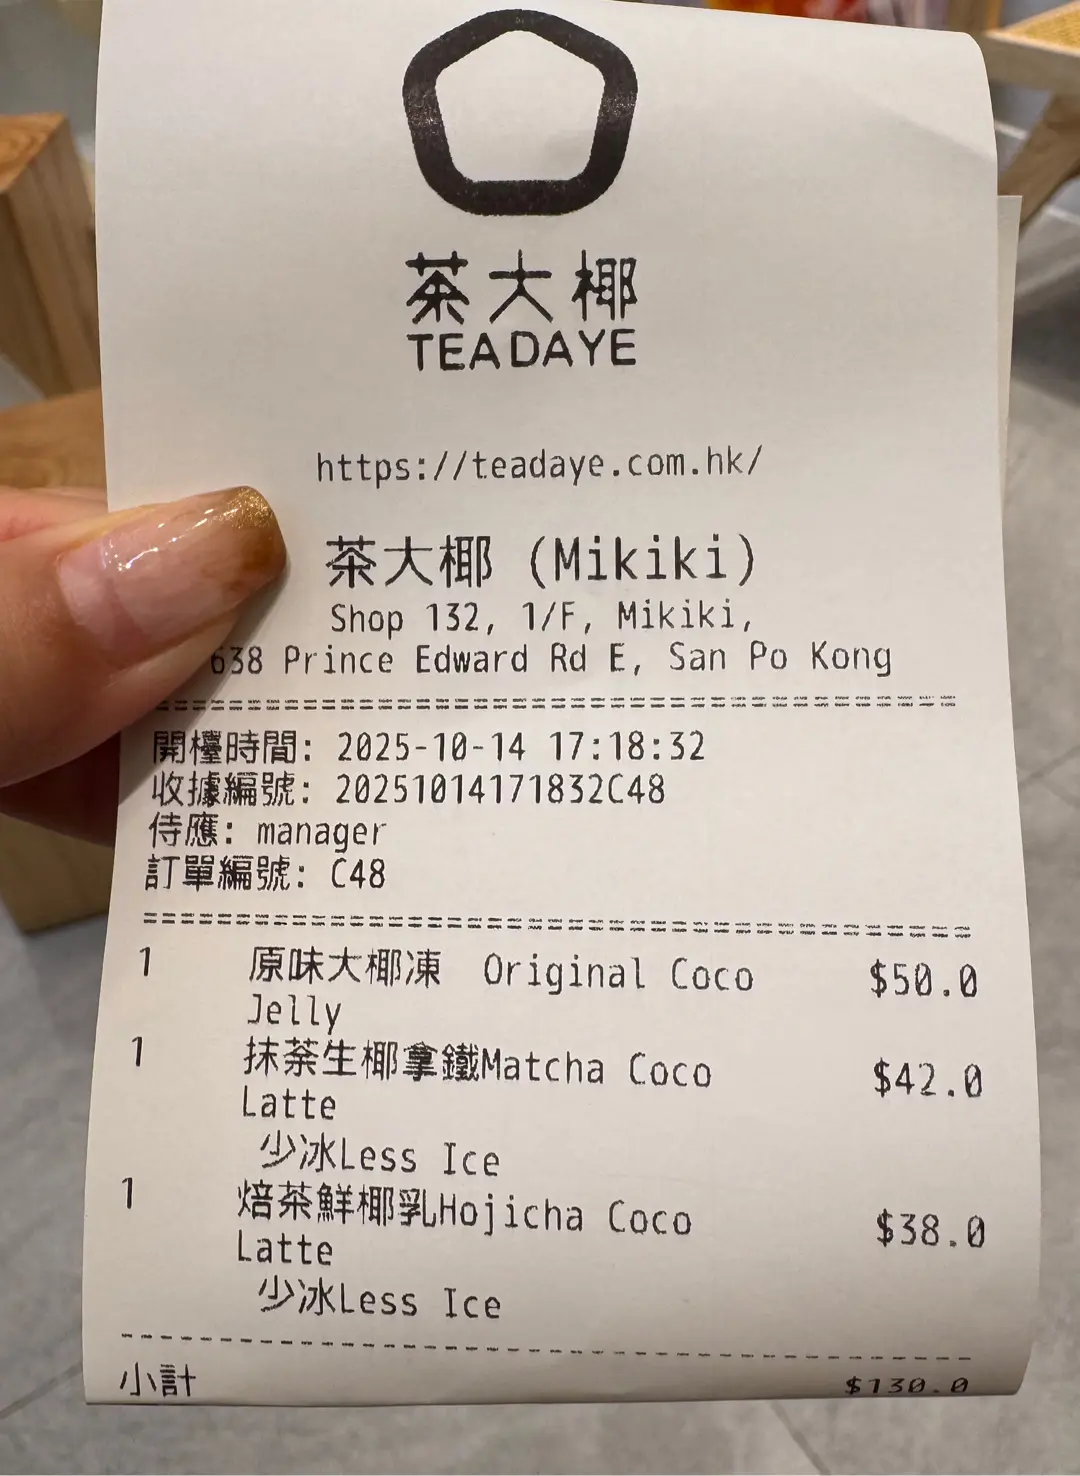 茶大椰
TEADAYE
https://teadaye.com.hk/
茶大椰 (Mikiki)
Shop 132, 1/F, Mikiki,
638 Prince Edward Rd E, San Po Kong
開檯時間: 2025-10-14 17:18:32
收據編號: 20251014171832C48
侍應: manager
訂單編號: C48
1 原味大椰凍 Original Coco $50.0
Jelly
1 抹茶生椰拿鐵Matcha Coco $42.0
Latte
少冰Less Ice
1 焙茶鮮椰乳Hojicha Coco $38.0
Latte
少冰Less Ice
小計 $130.0